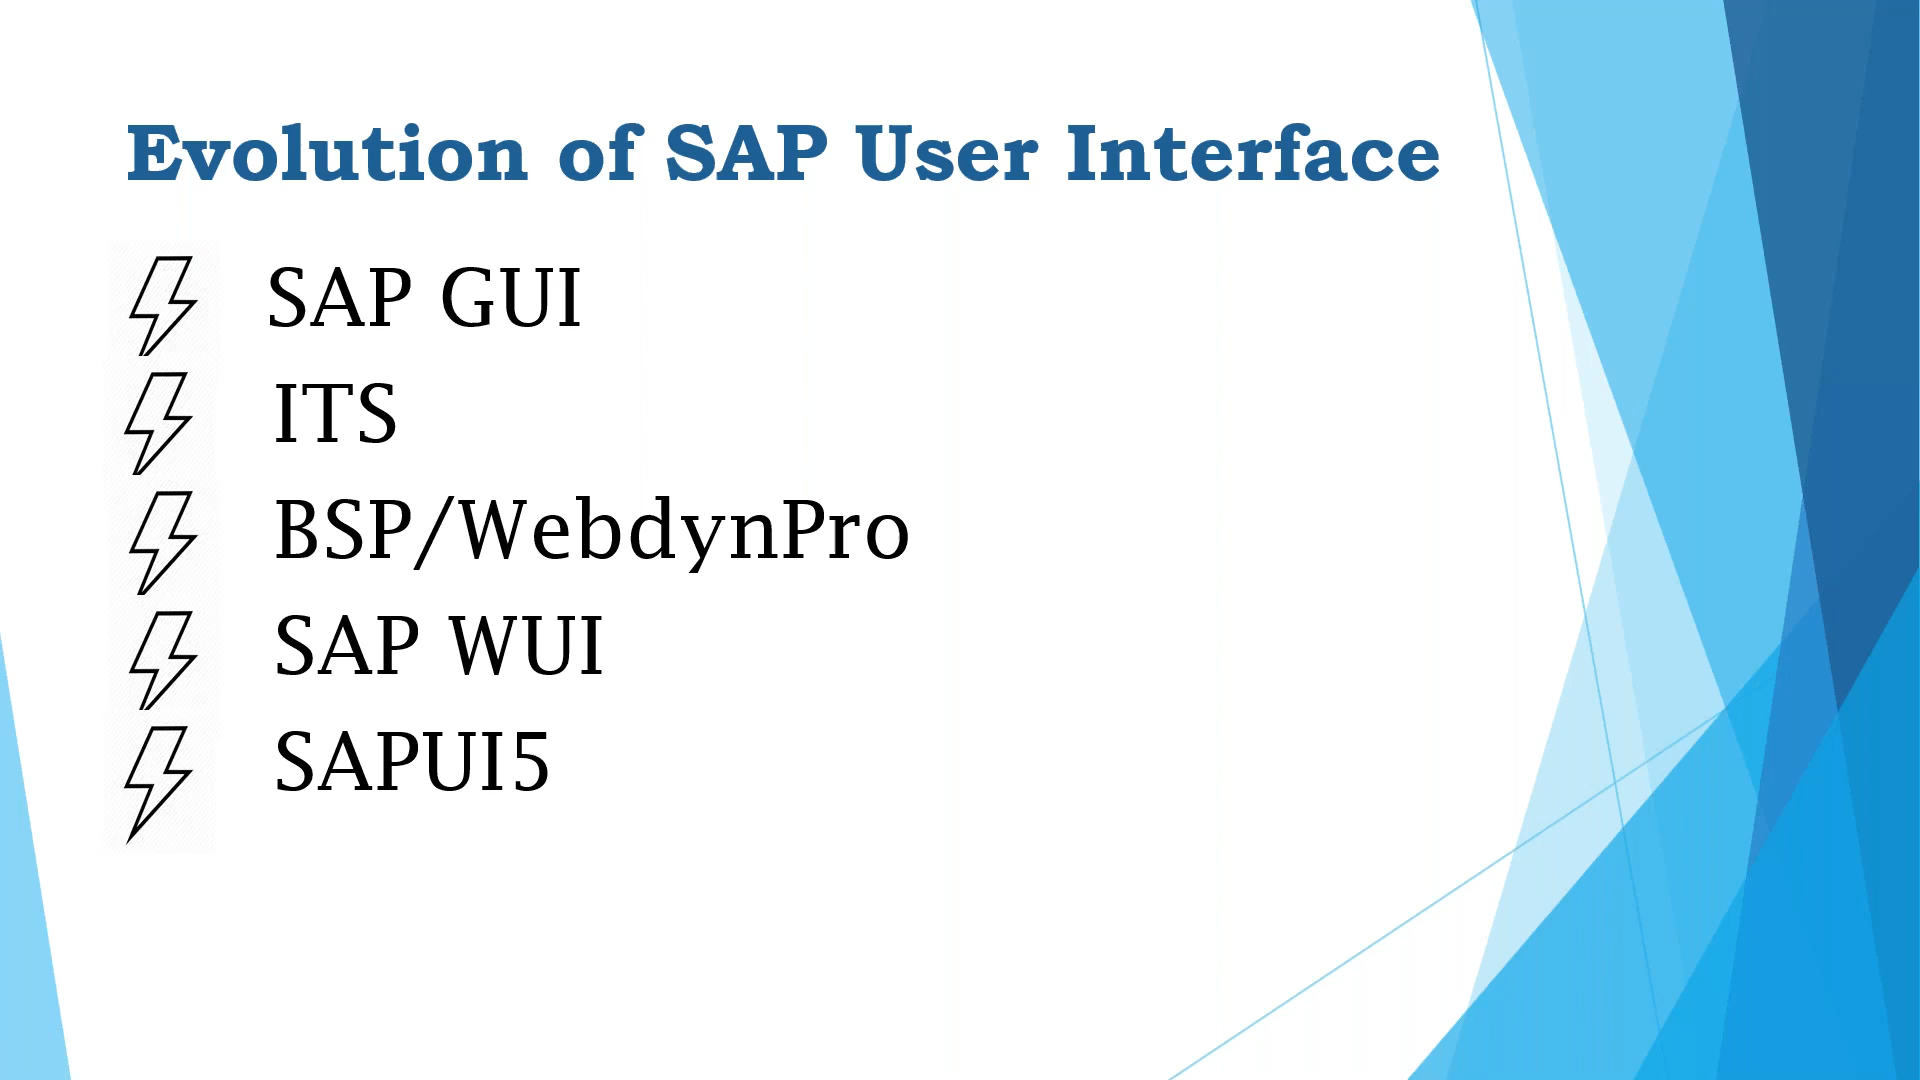 Evolution of SAP User Interface
SAP GUI
ITS
BSP/WebdynPro
SAP WUI
SAPUI5